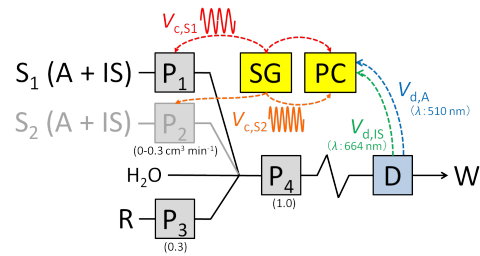 V_c,S1
S₁ (A + IS)
P₁
SG
PC
S₂ (A + IS)
P₂
V_c,S2
V_d,A
(λ:510 nm)
V_d,IS
(λ:664 nm)
(0-0.3 cm³ min⁻¹)
H₂O
P₄
D
W
(1.0)
R
P₃
(0.3)